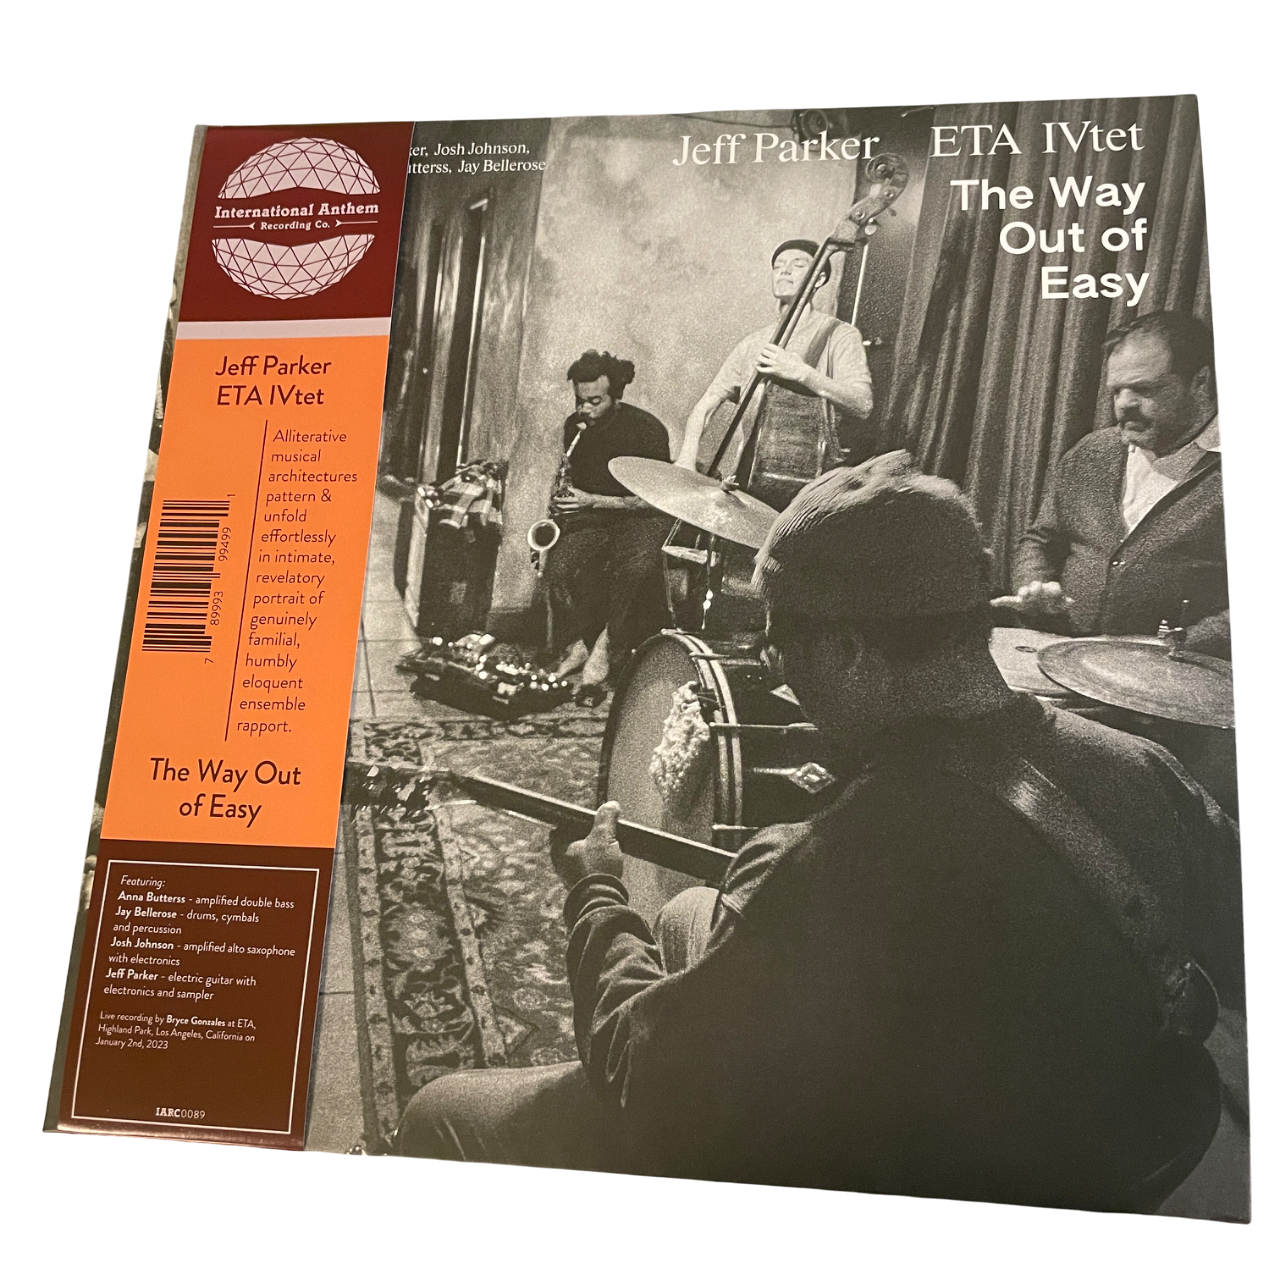 International Anthem
Recording Co.
Jeff Parker
ETA IVtet
Alliterative
musical
architectures
pattern &
unfold
effortlessly
in intimate,
revelatory
portrait of
genuinely
familial,
humbly
eloquent
ensemble
rapport.
7 89993 99499 1
The Way Out
of Easy
Featuring:
Anna Butterss - amplified double bass
Jay Bellerose - drums, cymbals
and percussion
Josh Johnson - amplified alto saxophone
with electronics
Jeff Parker - electric guitar with
electronics and sampler
Live recording by Bryce Gonzales at ETA,
Highland Park, Los Angeles, California on
January 2nd, 2023
IARC0089
Josh Johnson,
Jay Bellerose
Jeff Parker ETA IVtet
The Way
Out of
Easy